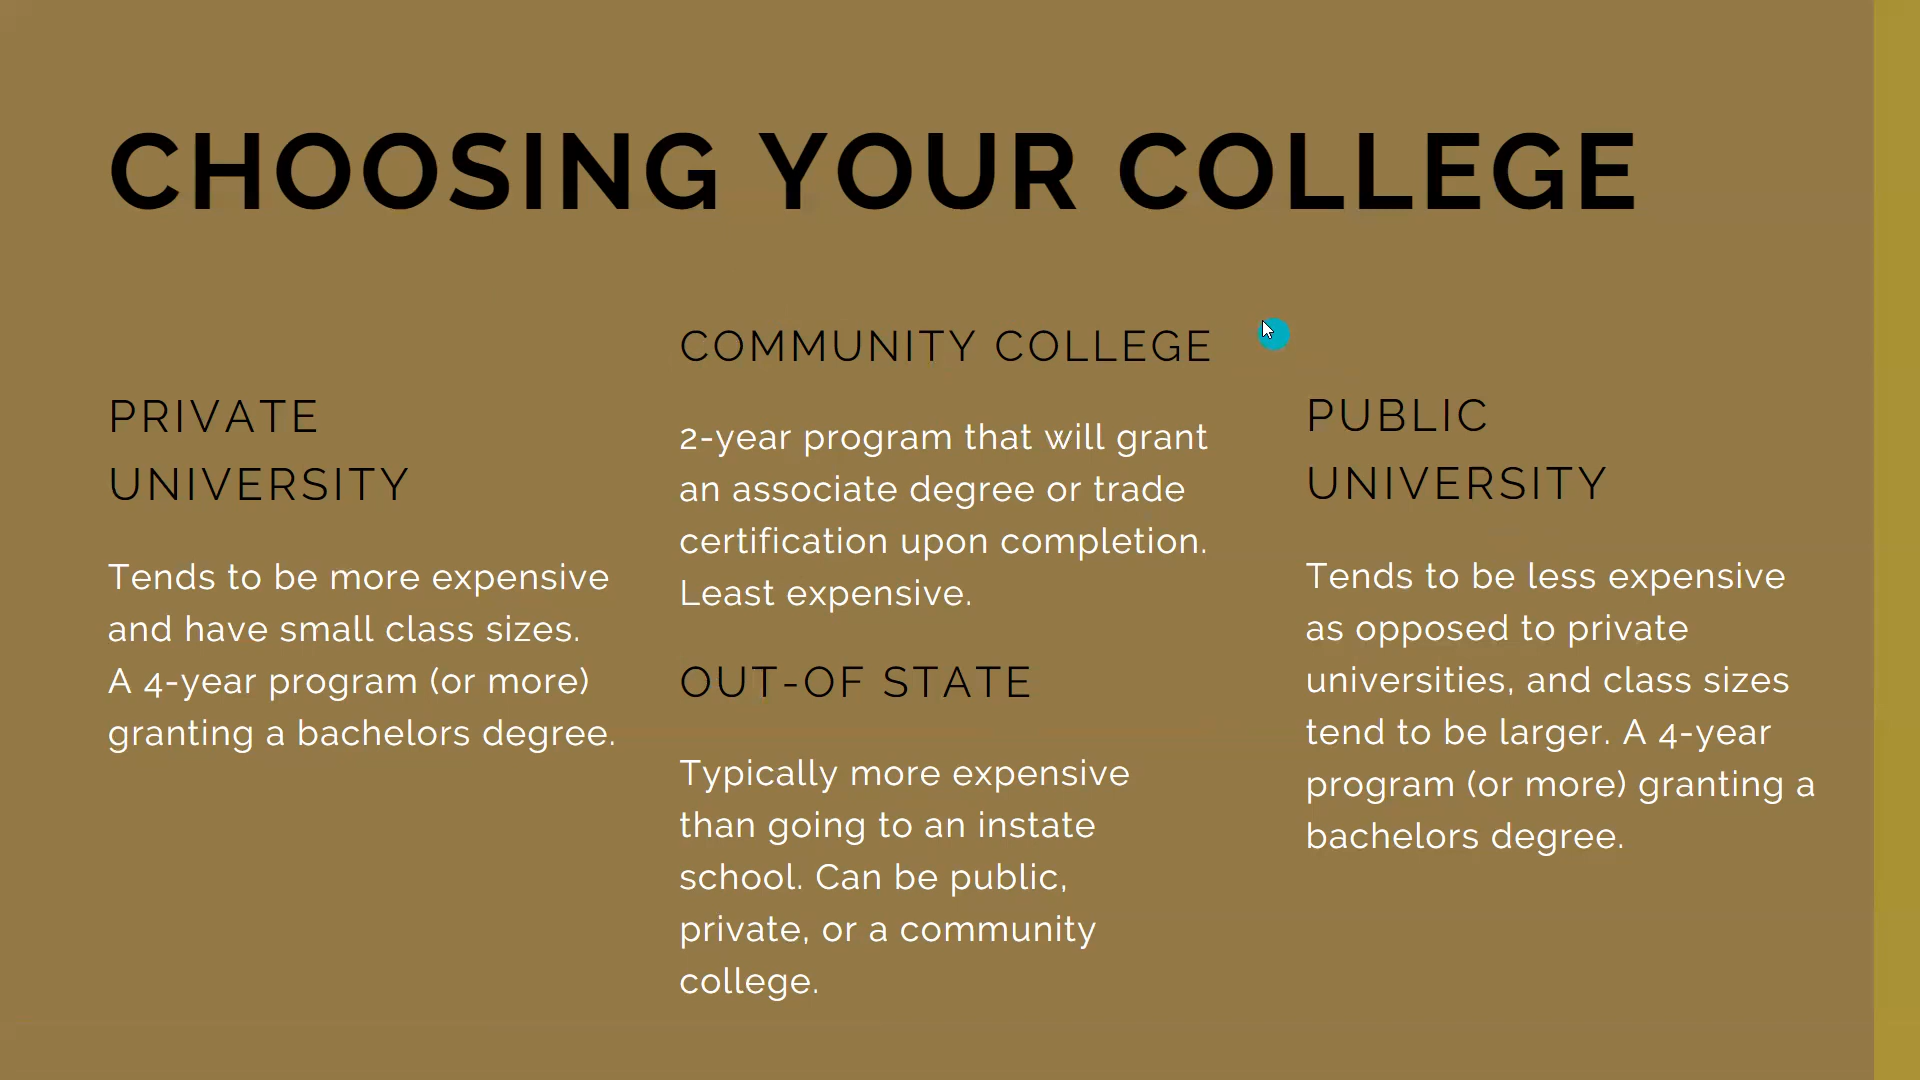 CHOOSING YOUR COLLEGE
PRIVATE
UNIVERSITY
Tends to be more expensive
and have small class sizes.
A 4-year program (or more)
granting a bachelors degree.
COMMUNITY COLLEGE
2-year program that will grant
an associate degree or trade
certification upon completion.
Least expensive.
OUT-OF STATE
Typically more expensive
than going to an instate
school. Can be public,
private, or a community
college.
PUBLIC
UNIVERSITY
Tends to be less expensive
as opposed to private
universities, and class sizes
tend to be larger. A 4-year
program (or more) granting a
bachelors degree.